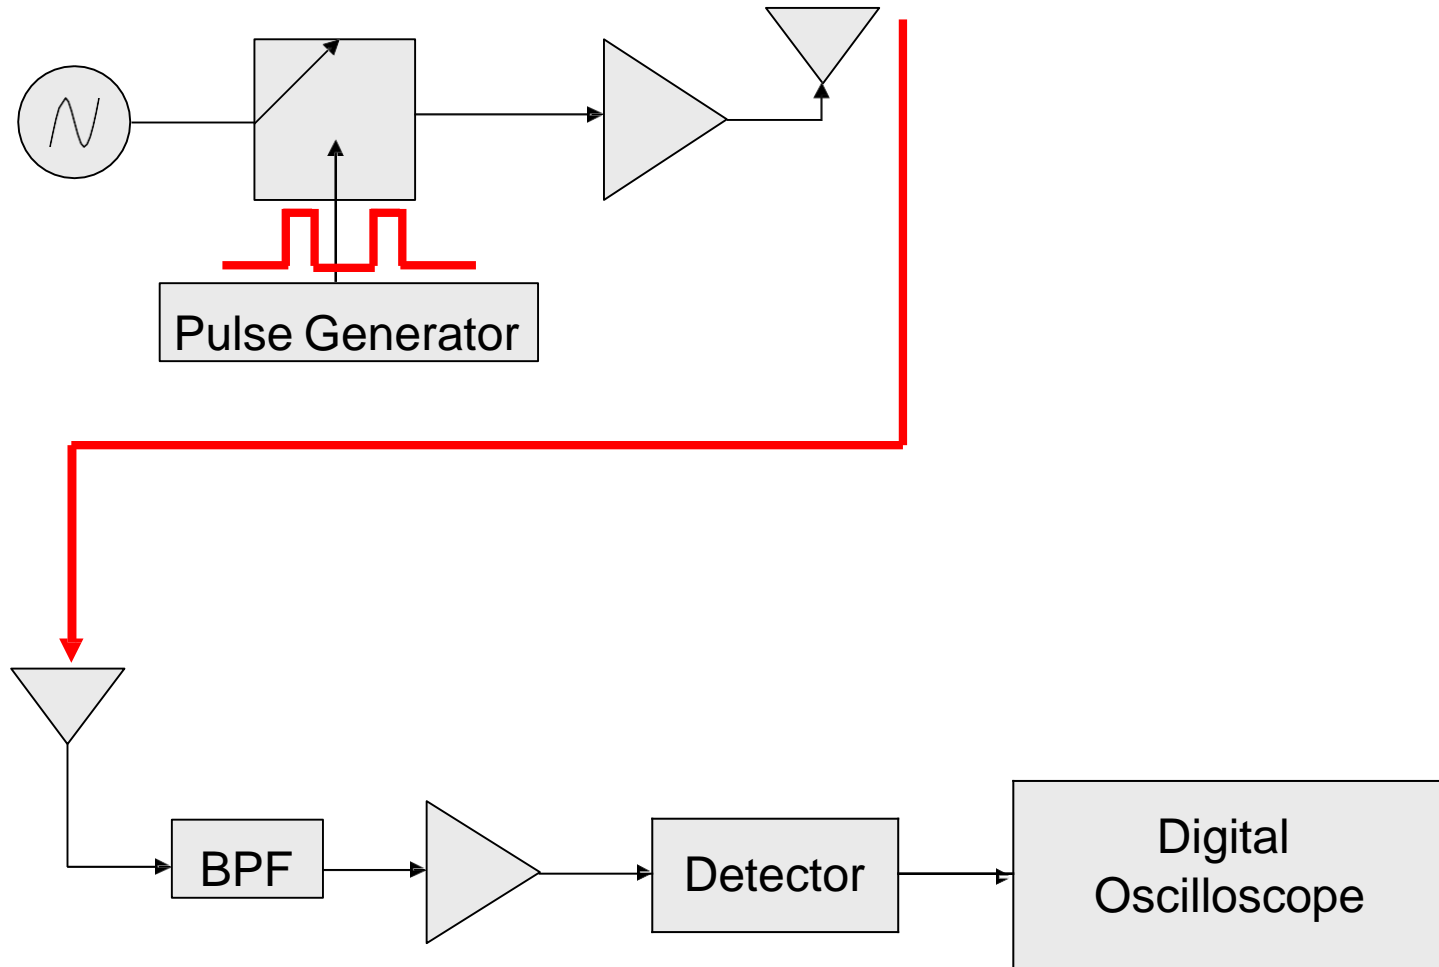 Pulse Generator
BPF
Detector
Digital
Oscilloscope